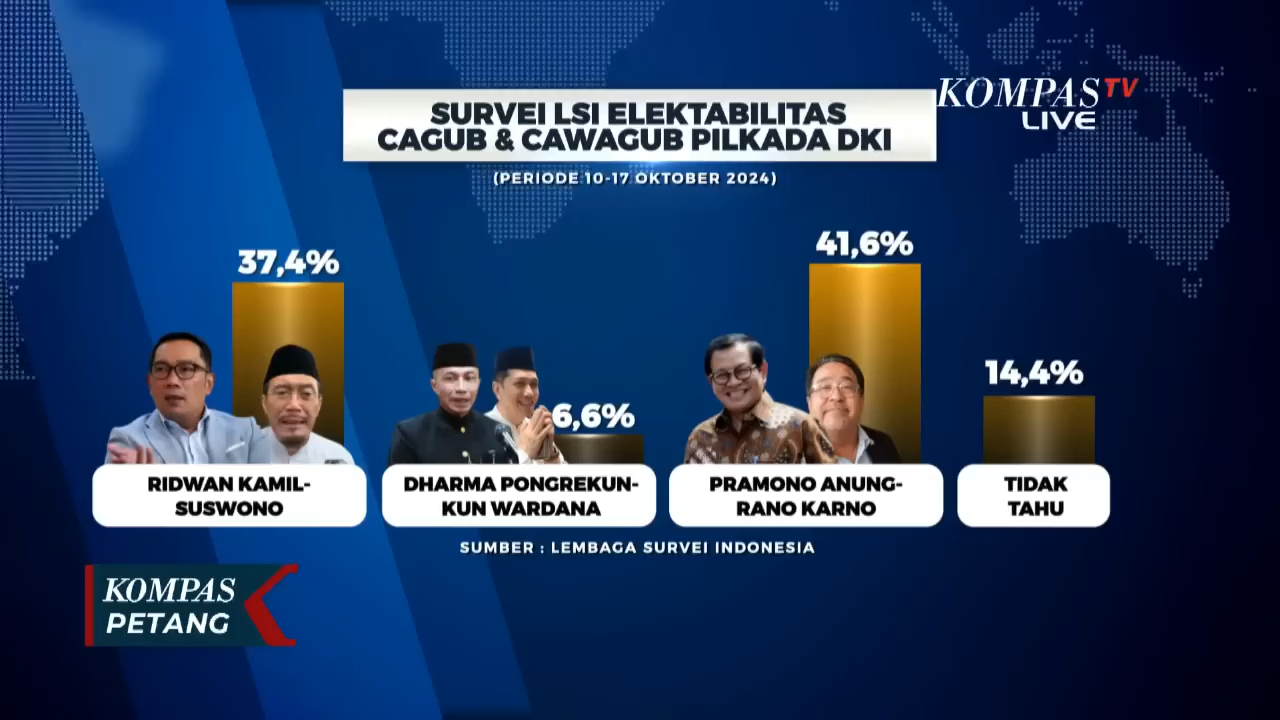 KOMPAS TV
LIVE
SURVEI LSI ELEKTABILITAS
CAGUB & CAWAGUB PILKADA DKI
(PERIODE 10-17 OKTOBER 2024)
37,4%
6,6%
41,6%
14,4%
RIDWAN KAMIL-
SUSWONO
DHARMA PONGREKUN-
KUN WARDANA
PRAMONO ANUNG-
RANO KARNO
TIDAK
TAHU
SUMBER : LEMBAGA SURVEI INDONESIA
KOMPAS
PETANG